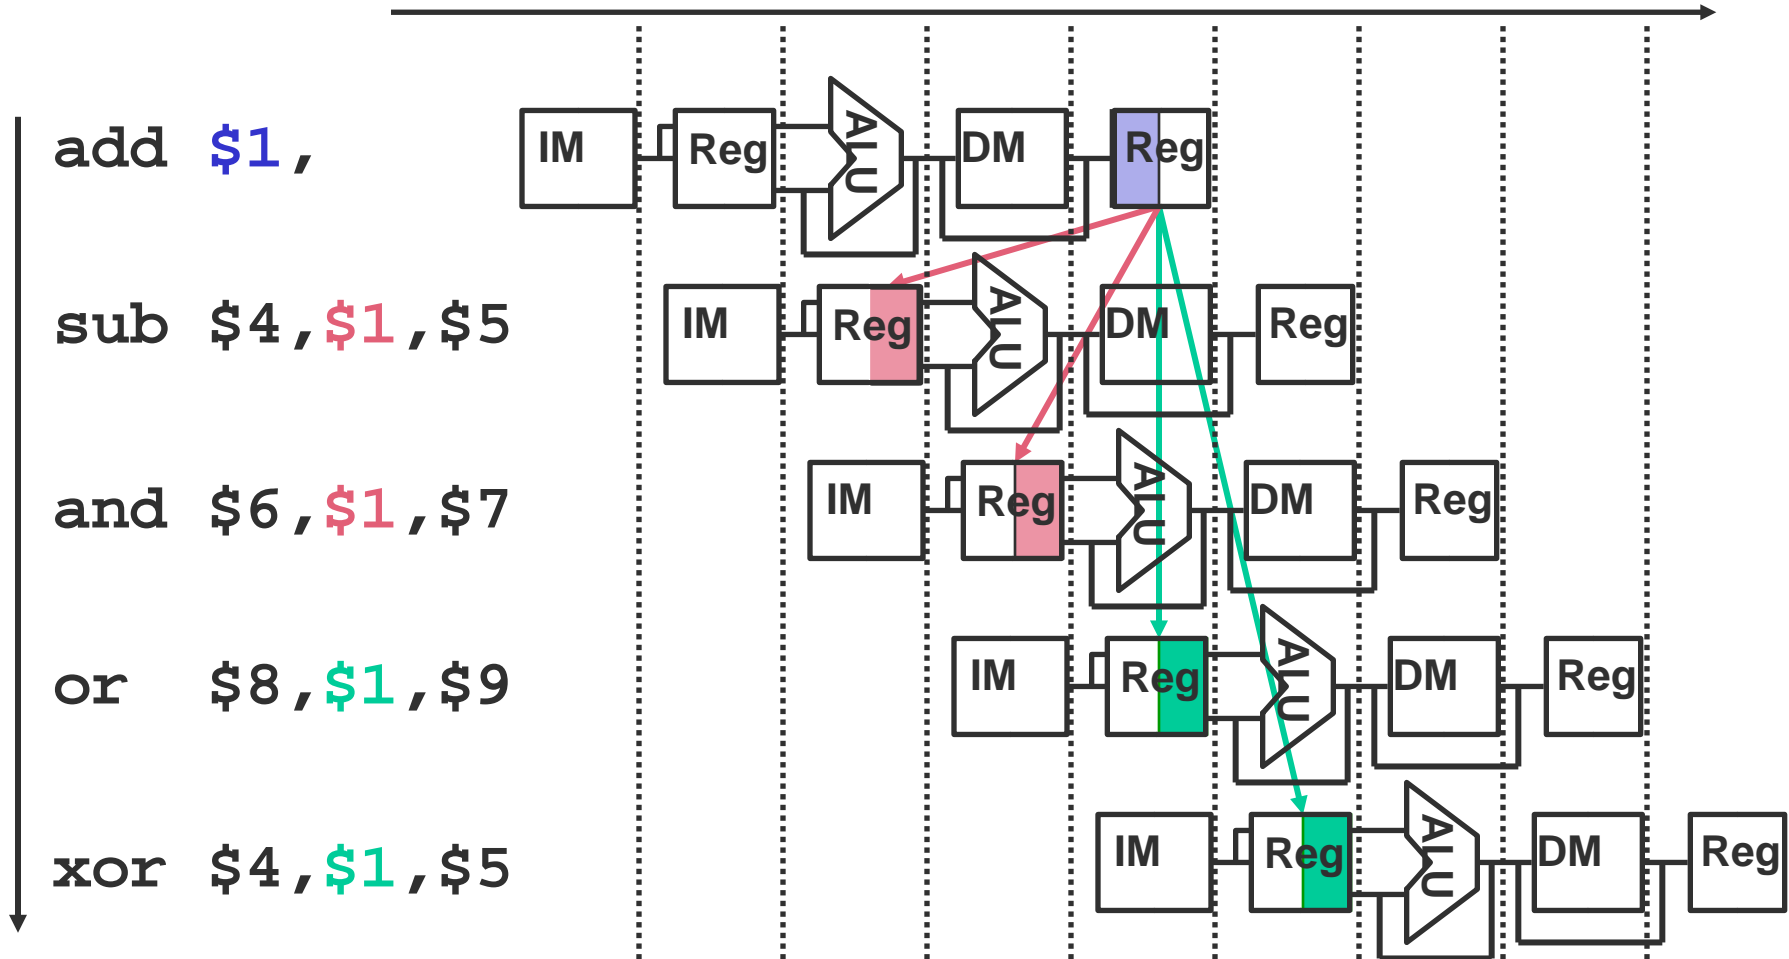 add $1, IM Reg ALU DM Reg
sub $4,$1,$5 IM Reg ALU DM Reg
and $6,$1,$7 IM Reg ALU DM Reg
or $8,$1,$9 IM Reg ALU DM Reg
xor $4,$1,$5 IM Reg ALU DM Reg